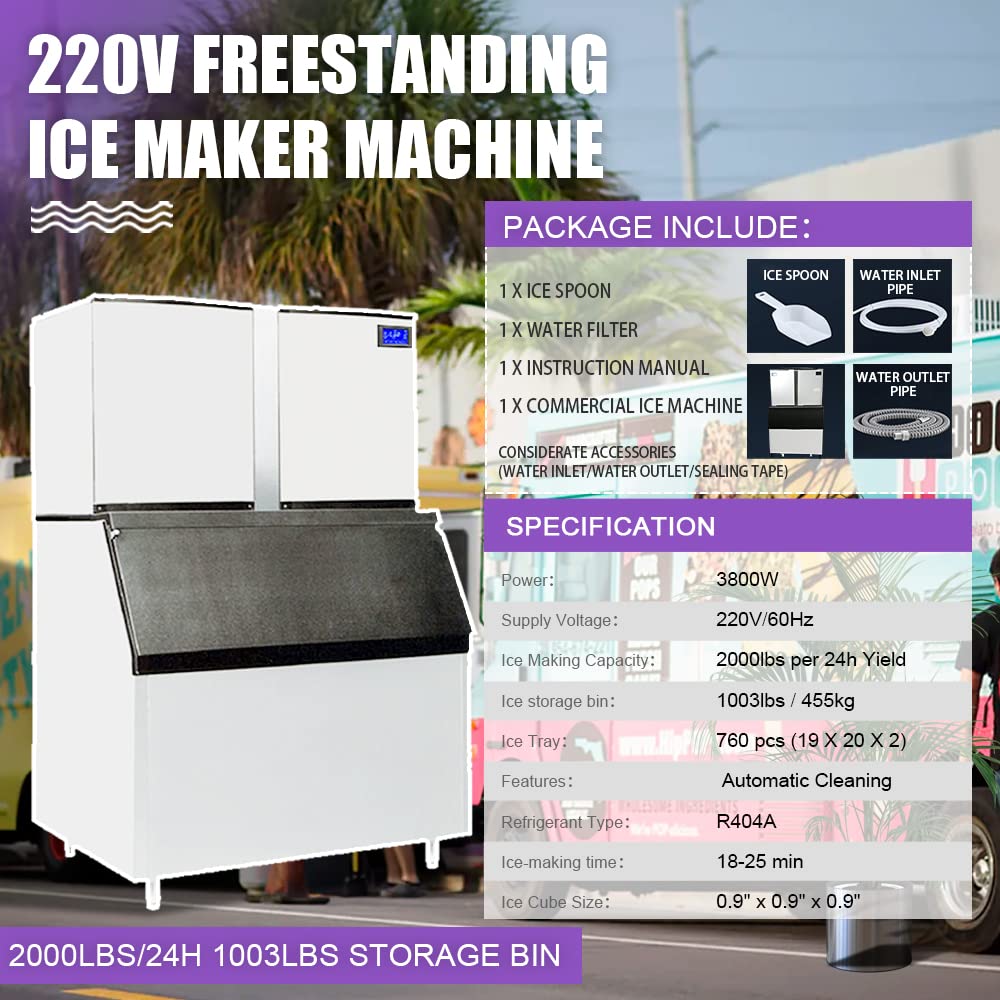 220V FREESTANDING
ICE MAKER MACHINE
PACKAGE INCLUDE:
1 X ICE SPOON
1 X WATER FILTER
1 X INSTRUCTION MANUAL
1 X COMMERCIAL ICE MACHINE
CONSIDERATE ACCESSORIES
(WATER INLET/WATER OUTLET/SEALING TAPE)
ICE SPOON
WATER INLET
PIPE
WATER OUTLET
PIPE
SPECIFICATION
Power: 3800W
Supply Voltage: 220V/60Hz
Ice Making Capacity: 2000lbs per 24h Yield
Ice storage bin: 1003lbs / 455kg
Ice Tray: 760 pcs (19 X 20 X 2)
Features: Automatic Cleaning
Refrigerant Type: R404A
Ice-making time: 18-25 min
Ice Cube Size: 0.9" x 0.9" x 0.9"
OUR
POPS
WHOLESOME INGREDIENTS
2000LBS/24H 1003LBS STORAGE BIN